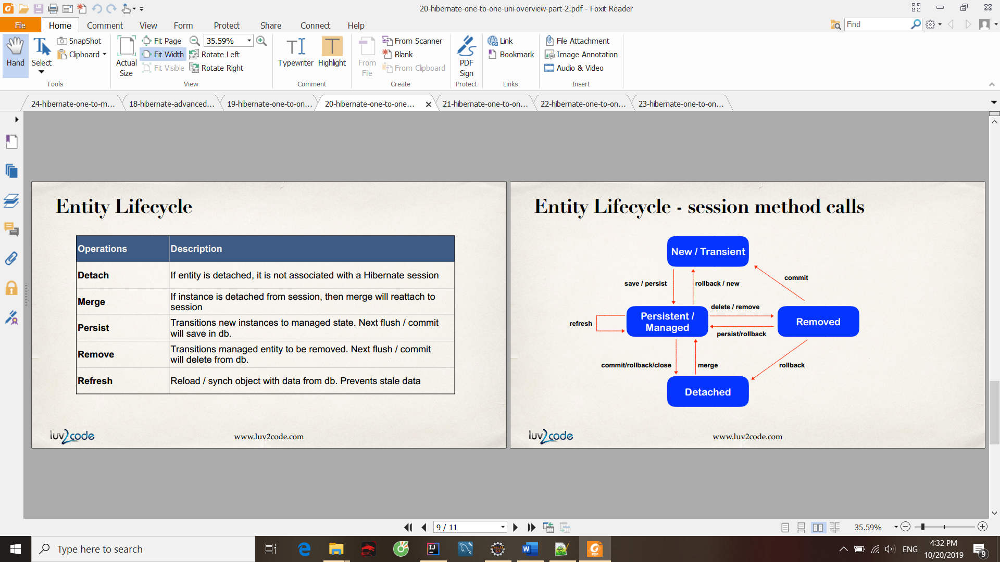 20-hibernate-one-to-one-uni-overview-part-2.pdf - Foxit Reader
File Home Comment View Form Protect Share Connect Help
Find
Hand
Select
SnapShot
Clipboard
Tools
Actual
Size
Fit Page
Fit Width
Fit Visible
35.59%
Rotate Left
Rotate Right
View
Typewriter
Highlight
Comment
From
File
From Scanner
Blank
From Clipboard
Create
PDF
Sign
Protect
Link
Bookmark
Links
File Attachment
Image Annotation
Audio & Video
Insert
24-hibernate-one-to-m... 18-hibernate-advanced... 19-hibernate-one-to-on... 20-hibernate-one-to-one... 21-hibernate-one-to-on... 22-hibernate-one-to-on... 23-hibernate-one-to-on...
Entity Lifecycle
Operations Description
Detach If entity is detached, it is not associated with a Hibernate session
Merge If instance is detached from session, then merge will reattach to
session
Persist Transitions new instances to managed state. Next flush / commit
will save in db.
Remove Transitions managed entity to be removed. Next flush / commit
will delete from db.
Refresh Reload / synch object with data from db. Prevents stale data
luv2code
www.luv2code.com
Entity Lifecycle - session method calls
New / Transient
save / persist
rollback / new
commit
delete / remove
refresh
Persistent /
Managed
Removed
persist/rollback
commit/rollback/close
merge
rollback
Detached
luv2code
www.luv2code.com
9 / 11
35.59%
Type here to search
ENG
4:32 PM
10/20/2019
9